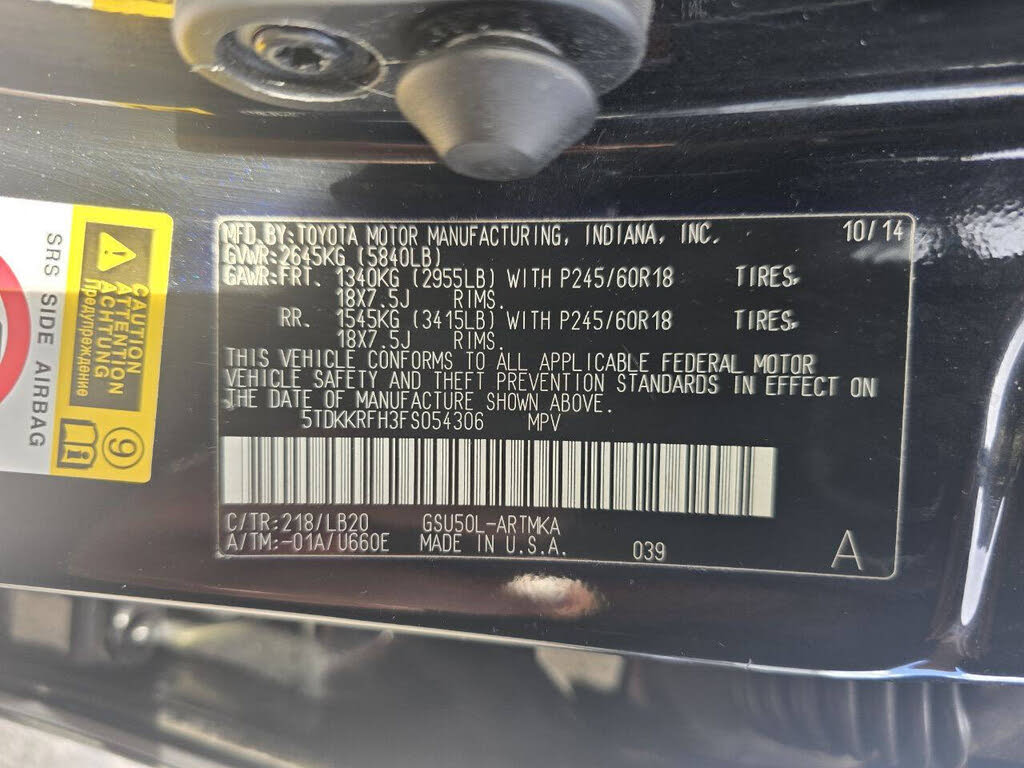 MFD.BY:TOYOTA MOTOR MANUFACTURING, INDIANA, INC. 10/14
GVWR:2645KG (5840LB)
GAWR:FRT. 1340KG (2955LB) WITH P245/60R18 TIRES,
18X7.5J RIMS.
RR. 1545KG (3415LB) WITH P245/60R18 TIRES,
18X7.5J RIMS.
THIS VEHICLE CONFORMS TO ALL APPLICABLE FEDERAL MOTOR
VEHICLE SAFETY AND THEFT PREVENTION STANDARDS IN EFFECT ON
THE DATE OF MANUFACTURE SHOWN ABOVE.
5TDKKRFH3FS054306 MPV
C/TR:218/LB20 GSU50L-ARTMKA
A/TM:-01A/U660E MADE IN U.S.A. 039 A
CAUTION
ATTENTION
ACHTUNG
Предупреждение
SRS SIDE AIRBAG
9